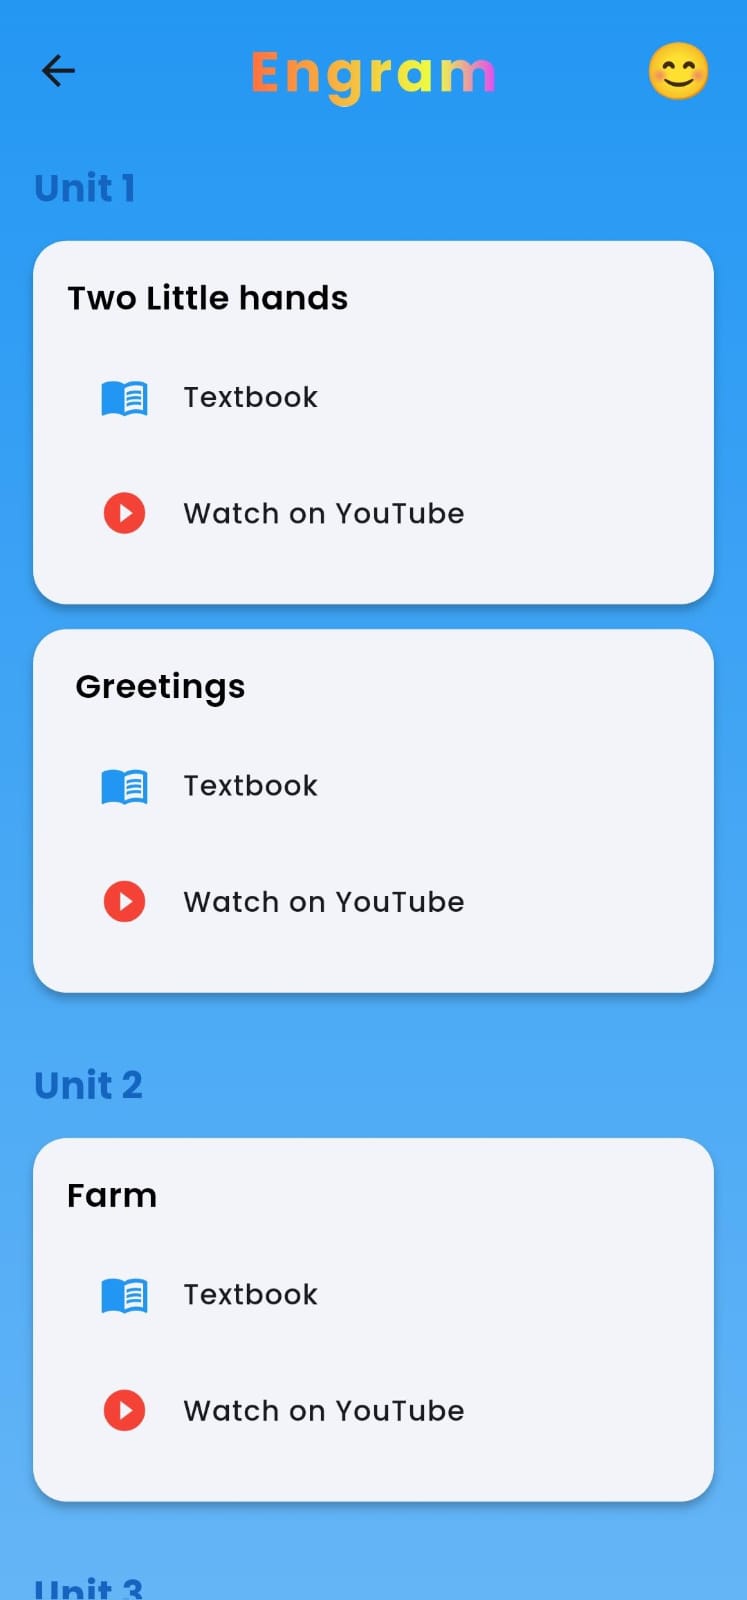 Engram
Unit 1
Two Little hands
Textbook
Watch on YouTube
Greetings
Textbook
Watch on YouTube
Unit 2
Farm
Textbook
Watch on YouTube
Unit 3